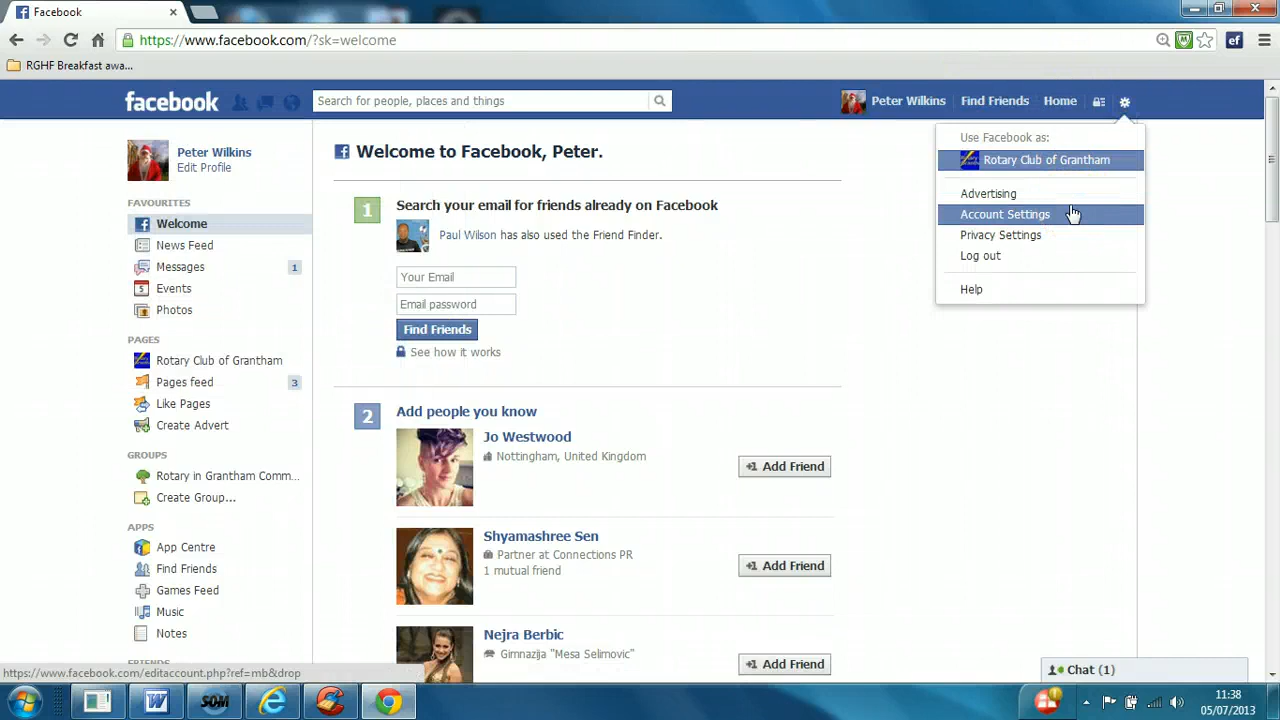 Facebook
https://www.facebook.com/?sk=welcome
ef
RGHF Breakfast awa...
facebook
Search for people, places and things
Peter Wilkins
Find Friends
Home
Use Facebook as:
Rotary Club of Grantham
Advertising
Account Settings
Privacy Settings
Log out
Help
Peter Wilkins
Edit Profile
FAVOURITES
Welcome
News Feed
Messages 1
Events
Photos
PAGES
Rotary Club of Grantham
Pages feed 3
Like Pages
Create Advert
GROUPS
Rotary in Grantham Comm...
Create Group...
APPS
App Centre
Find Friends
Games Feed
Music
Notes
FRIENDS
Welcome to Facebook, Peter.
1 Search your email for friends already on Facebook
Paul Wilson has also used the Friend Finder.
Your Email
Email password
Find Friends
See how it works
2 Add people you know
Jo Westwood
Nottingham, United Kingdom
+1 Add Friend
Shyamashree Sen
Partner at Connections PR
1 mutual friend
+1 Add Friend
Nejra Berbic
Gimnazija "Mesa Selimovic"
+1 Add Friend
Chat (1)
https://www.facebook.com/editaccount.php?ref=mb&drop
SOM
11:38
05/07/2013